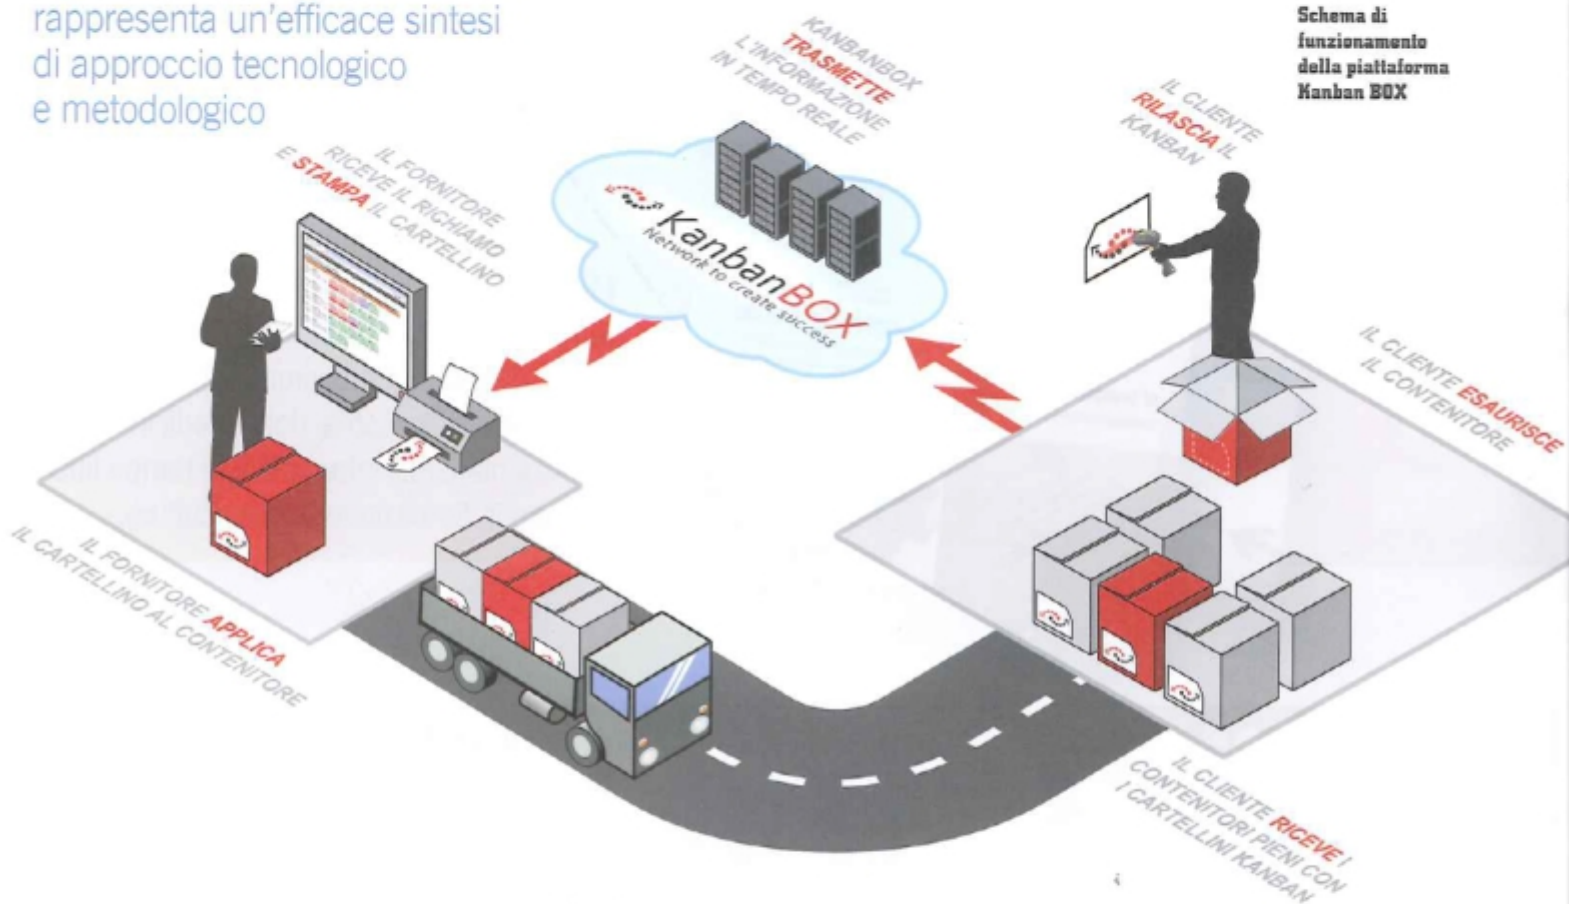 rappresenta un'efficace sintesi
di approccio tecnologico
e metodologico
Schema di
funzionamento
della piattaforma
Kanban BOX
KANBANBOX
TRASMETTE
L'INFORMAZIONE
IN TEMPO REALE
IL CLIENTE
RILASCIA IL
KANBAN
IL FORNITORE
RICEVE IL RICHIAMO
E STAMPA IL CARTELLINO
KanbanBOX
Network to create success
IL CLIENTE ESAURISCE
IL CONTENITORE
IL FORNITORE APPLICA
IL CARTELLINO AL CONTENITORE
IL CLIENTE RICEVE I
CONTENITORI PIENI CON
I CARTELLINI KANBAN